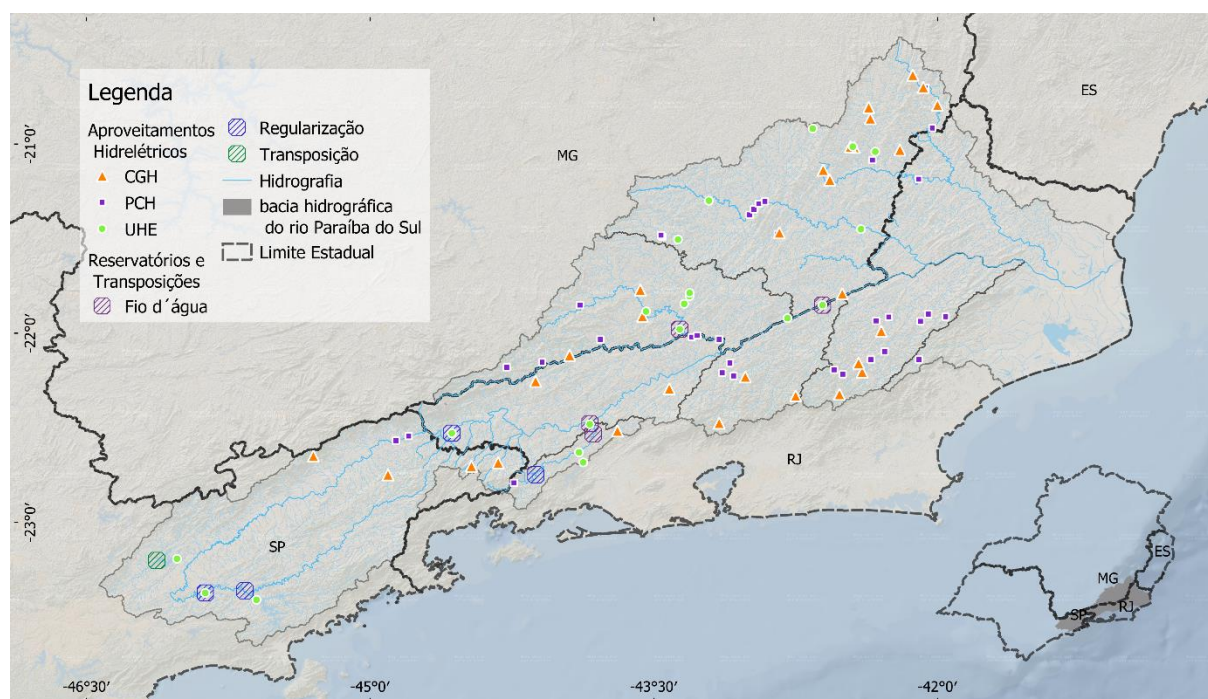 Legenda
Aproveitamentos
Hidrelétricos
CGH
PCH
UHE
Reservatórios e
Transposições
Fio d´água
Regularização
Transposição
Hidrografia
bacia hidrográfica
do rio Paraíba do Sul
Limite Estadual
MG
ES
RJ
SP
-21°0'
-22°0'
-23°0'
-46°30'
-45°0'
-43°30'
-42°0'
MG
ES
RJ
SP